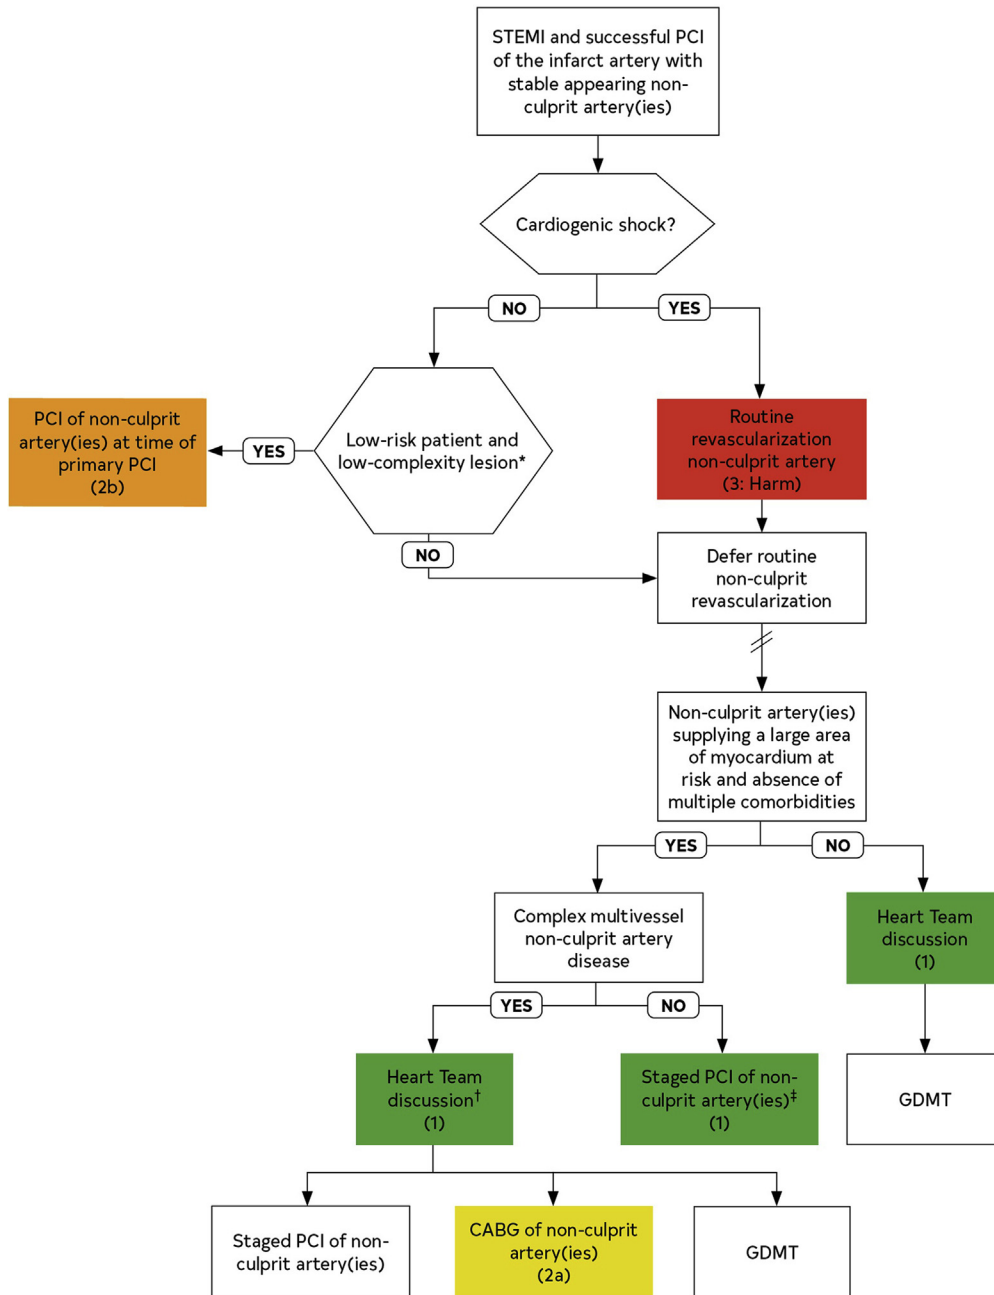 STEMI and successful PCI
of the infarct artery with
stable appearing non-
culprit artery(ies)
Cardiogenic shock?
NO
YES
PCI of non-culprit
artery(ies) at time of
primary PCI
(2b)
YES
Low-risk patient and
low-complexity lesion*
Routine
revascularization
non-culprit artery
(3: Harm)
NO
Defer routine
non-culprit
revascularization
Non-culprit artery(ies)
supplying a large area
of myocardium at
risk and absence of
multiple comorbidities
YES
NO
Complex multivessel
non-culprit artery
disease
Heart Team
discussion
(1)
YES
NO
Heart Team
discussion†
(1)
Staged PCI of non-
culprit artery(ies)‡
(1)
GDMT
Staged PCI of non-
culprit artery(ies)
CABG of non-culprit
artery(ies)
(2a)
GDMT